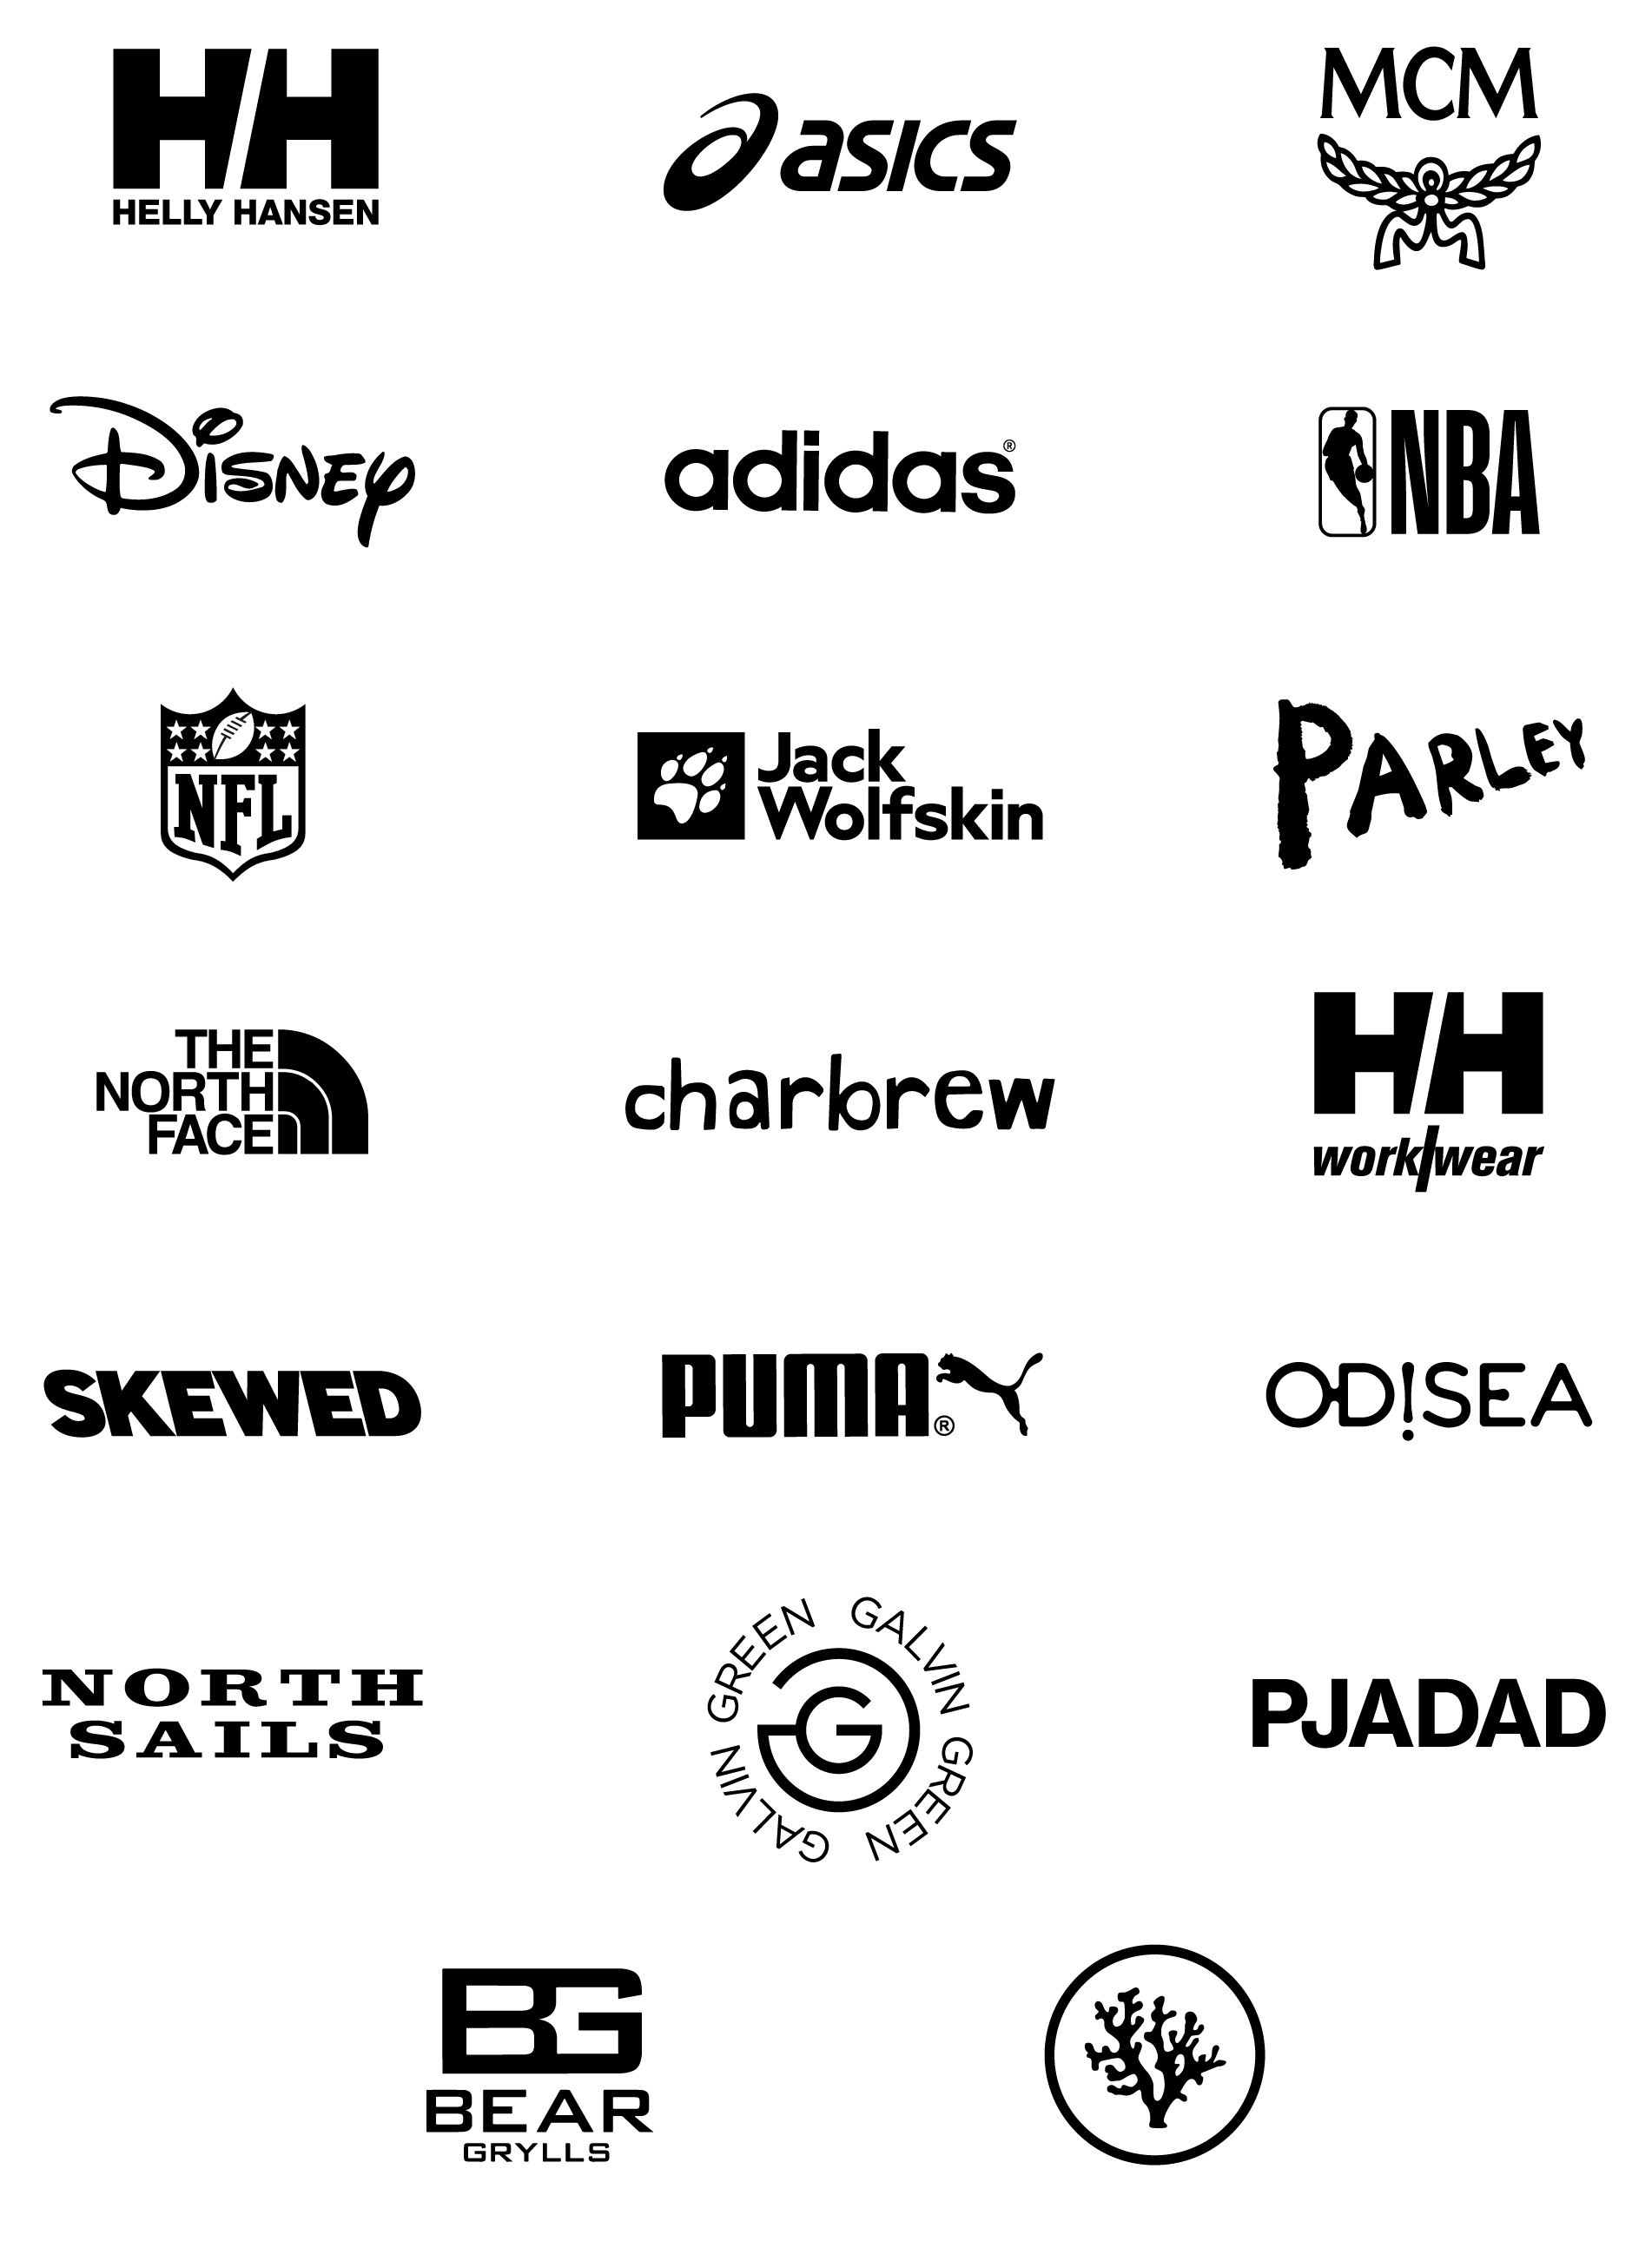 HH
HELLY HANSEN
asics
MCM
Disney
adidas®
NBA
NFL
Jack
Wolfskin
PARLEY
THE
NORTH
FACE
charbrew
HH
work/wear
SKEWED
PUMA®
OD!SEA
NORTH
SAILS
GALVIN GREEN GALVIN GREEN
G
PJADAD
BG
BEAR
GRYLLS